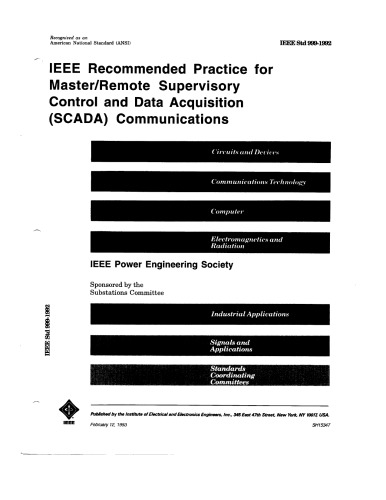 Recognized as an
American National Standard (ANSI)
IEEE Std 999-1992
IEEE Recommended Practice for
Master/Remote Supervisory
Control and Data Acquisition
(SCADA) Communications
Circuits and Devices
Communications Technology
Computer
Electromagnetics and
Radiation
IEEE Power Engineering Society
Sponsored by the
Substations Committee
Industrial Applications
Signals and
Applications
Standards
Coordinating
Committees
IEEE Std 999-1992
IEEE
Published by the Institute of Electrical and Electronics Engineers, Inc., 345 East 47th Street, New York, NY 10017, USA.
February 12, 1993
SH15347